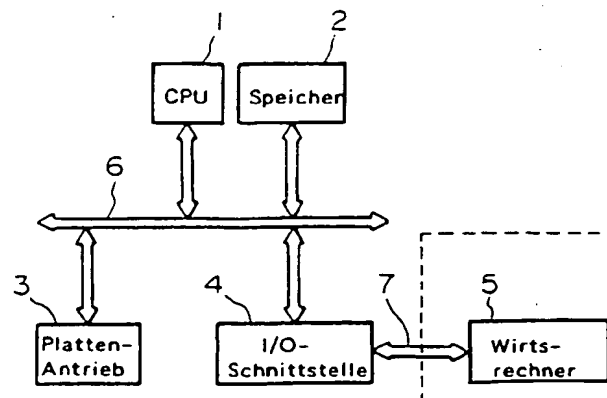 1
2
CPU
Speicher
6
3
4
7
5
Platten-
Antrieb
I/O-
Schnittstelle
Wirts-
rechner